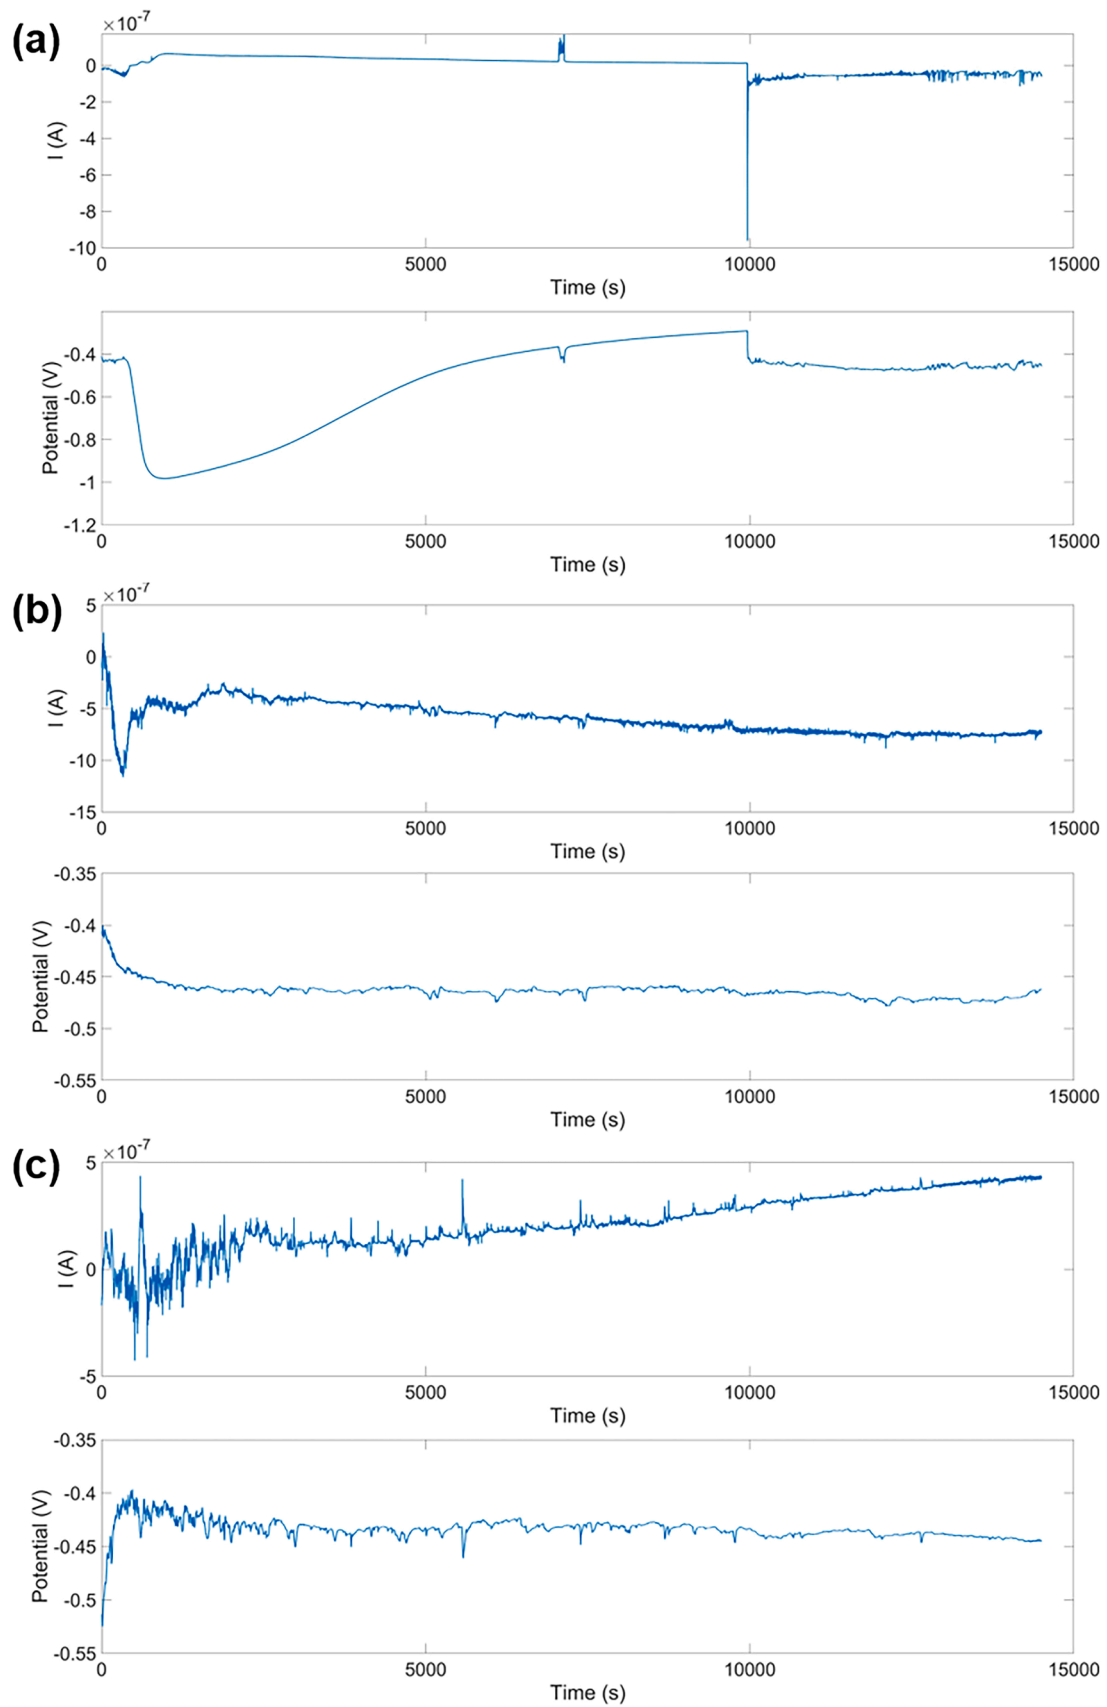 (a)
×10-7
0
-2
-4
-6
-8
-10
I (A)
0 5000 10000 15000
Time (s)
-0.4
-0.6
-0.8
-1
-1.2
Potential (V)
0 5000 10000 15000
Time (s)
(b)
×10-7
5
0
-5
-10
-15
I (A)
0 5000 10000 15000
Time (s)
-0.35
-0.4
-0.45
-0.5
-0.55
Potential (V)
0 5000 10000 15000
Time (s)
(c)
×10-7
5
0
-5
I (A)
0 5000 10000 15000
Time (s)
-0.35
-0.4
-0.45
-0.5
-0.55
Potential (V)
0 5000 10000 15000
Time (s)